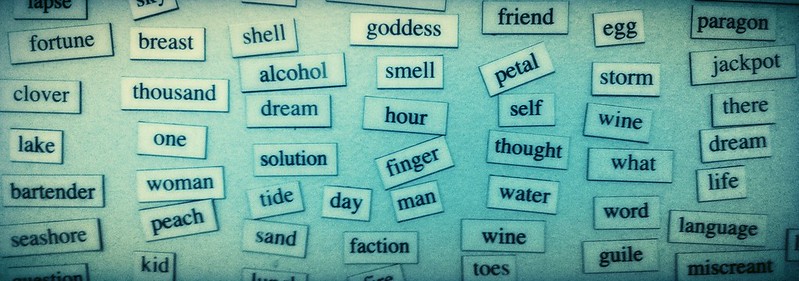 lapse
sky
friend
goddess
egg
paragon
fortune
breast
shell
alcohol
smell
petal
storm
jackpot
clover
thousand
dream
hour
self
wine
there
lake
one
solution
finger
thought
what
dream
bartender
woman
tide
day
man
water
word
life
seashore
peach
sand
faction
wine
guile
language
question
kid
fire
toes
miscreant